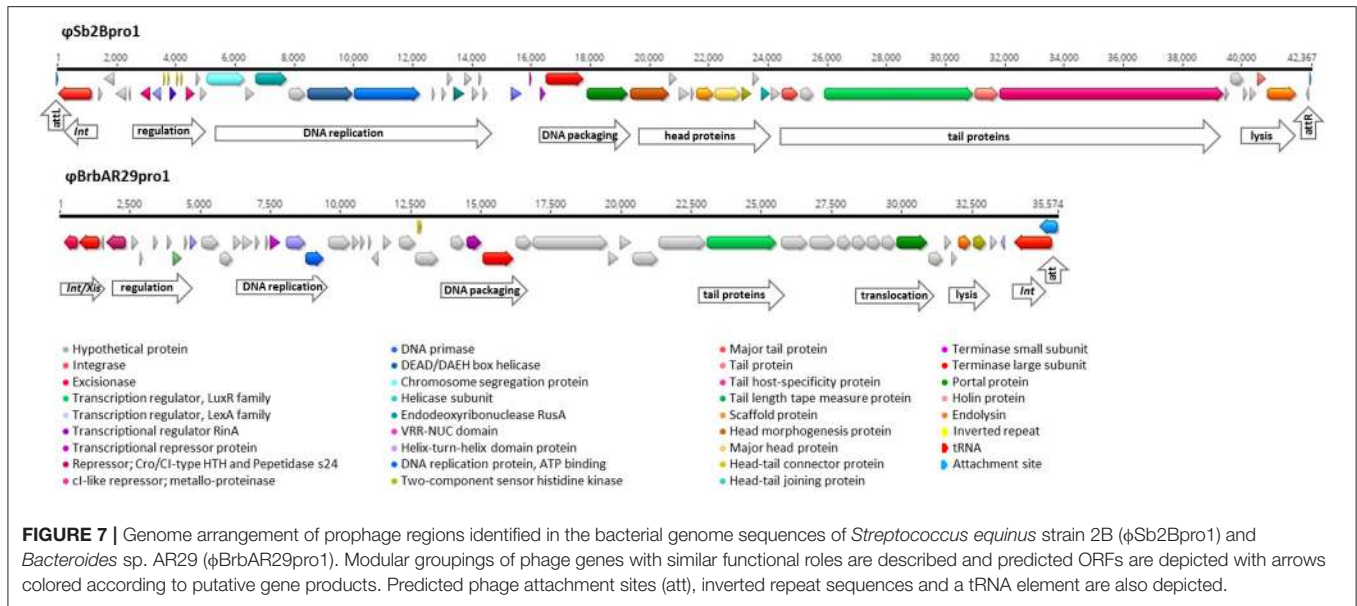 φSb2Bpro1
1 2,000 4,000 6,000 8,000 10,000 12,000 14,000 16,000 18,000 20,000 22,000 24,000 26,000 28,000 30,000 32,000 34,000 36,000 38,000 40,000 42,367
attL Int regulation DNA replication DNA packaging head proteins tail proteins lysis attR
φBrbAR29pro1
1 2,500 5,000 7,500 10,000 12,500 15,000 17,500 20,000 22,500 25,000 27,500 30,000 32,500 35,574
Int/Xis regulation DNA replication DNA packaging tail proteins translocation lysis Int att
Hypothetical protein
Integrase
Excisionase
Transcription regulator, LuxR family
Transcription regulator, LexA family
Transcriptional regulator RinA
Transcriptional repressor protein
Repressor; Cro/CI-type HTH and Pepetidase s24
cI-like repressor; metallo-proteinase
DNA primase
DEAD/DAEH box helicase
Chromosome segregation protein
Helicase subunit
Endodeoxyribonuclease RusA
VRR-NUC domain
Helix-turn-helix domain protein
DNA replication protein, ATP binding
Two-component sensor histidine kinase
Major tail protein
Tail protein
Tail host-specificity protein
Tail length tape measure protein
Scaffold protein
Head morphogenesis protein
Major head protein
Head-tail connector protein
Head-tail joining protein
Terminase small subunit
Terminase large subunit
Portal protein
Holin protein
Endolysin
Inverted repeat
tRNA
Attachment site
FIGURE 7 | Genome arrangement of prophage regions identified in the bacterial genome sequences of Streptococcus equinus strain 2B (ϕSb2Bpro1) and
Bacteroides sp. AR29 (ϕBrbAR29pro1). Modular groupings of phage genes with similar functional roles are described and predicted ORFs are depicted with arrows
colored according to putative gene products. Predicted phage attachment sites (att), inverted repeat sequences and a tRNA element are also depicted.